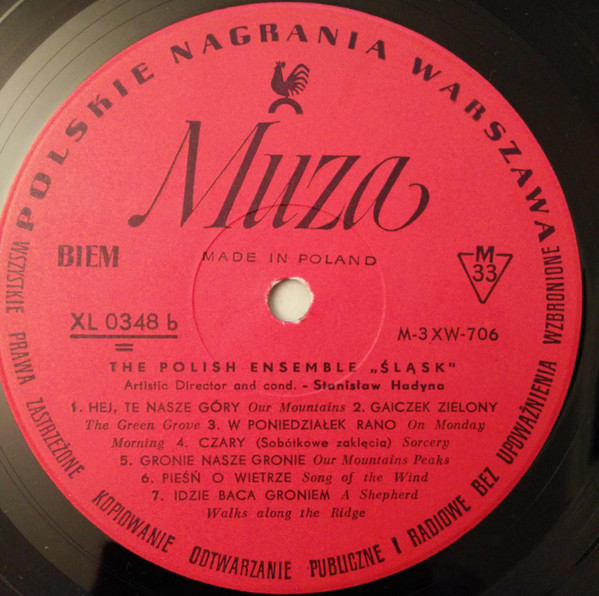 POLSKIE NAGRANIA WARSZAWA
Muza
BIEM
MADE IN POLAND
M
33
XL 0348 b
M-3 XW-706
THE POLISH ENSEMBLE „ŚLĄSK"
Artistic Director and cond. - Stanisław Hadyna
1. HEJ, TE NASZE GÓRY Our Mountains 2. GAICZEK ZIELONY
The Green Grove 3. W PONIEDZIAŁEK RANO On Monday
Morning 4. CZARY (Sobótkowe zaklęcia) Sorcery
5. GRONIE NASZE GRONIE Our Mountains Peaks
6. PIEŚŃ O WIETRZE Song of the Wind
7. IDZIE BACA GRONIEM A Shepherd
Walks along the Ridge
WSZYSTKIE PRAWA ZASTRZEŻONE KOPIOWANIE ODTWARZANIE PUBLICZNE I RADIOWE BEZ UPOWAŻNIENIA WZBRONIONE